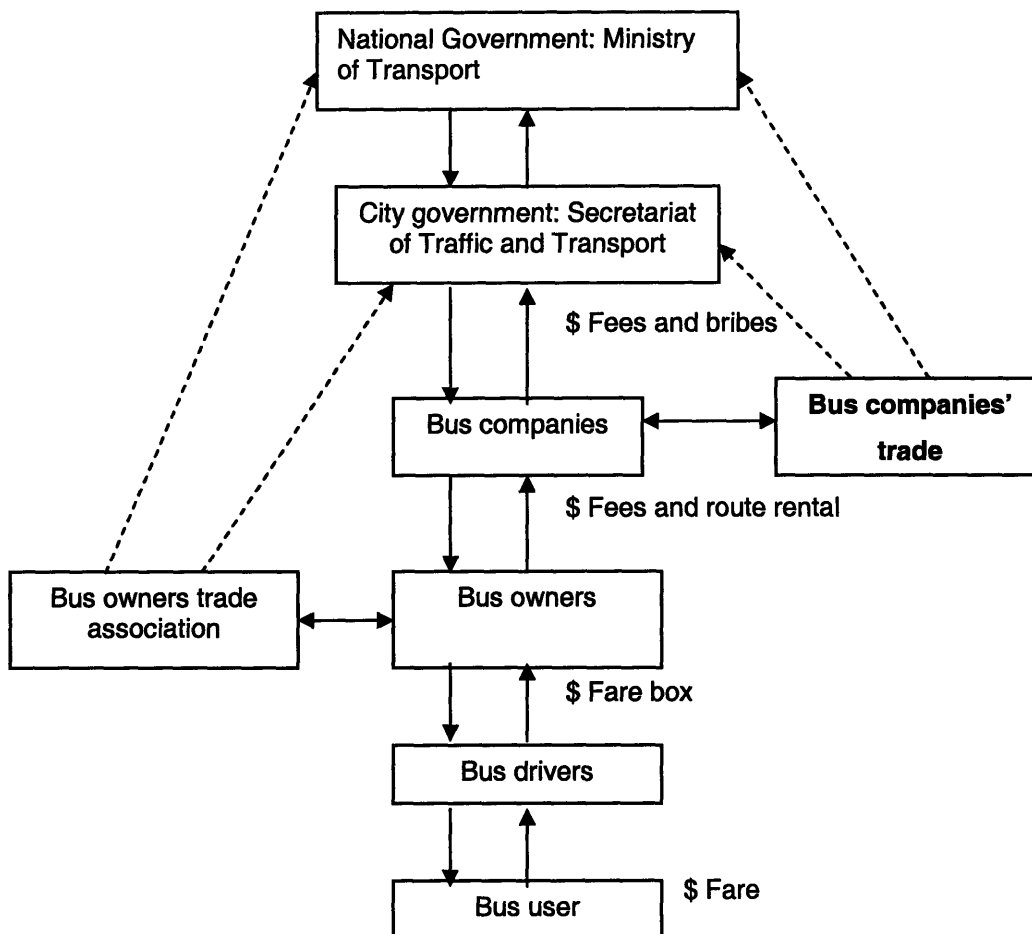 National Government: Ministry
of Transport
City government: Secretariat
of Traffic and Transport
$ Fees and bribes
Bus companies
Bus companies’
trade
$ Fees and route rental
Bus owners trade
association
Bus owners
$ Fare box
Bus drivers
$ Fare
Bus user